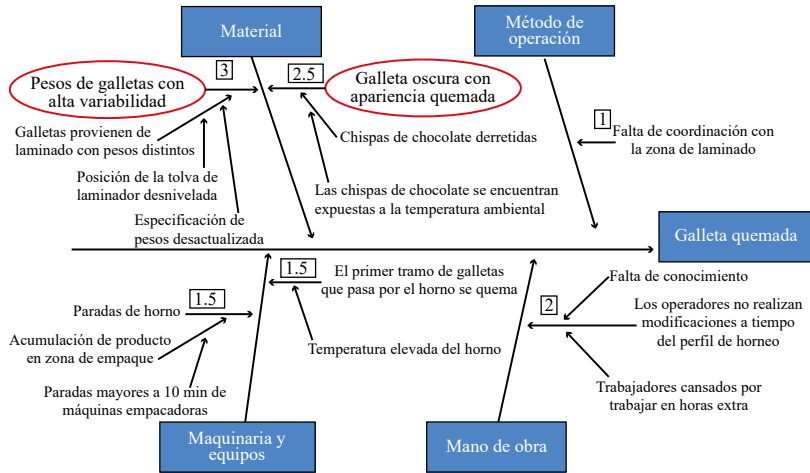 Material
Método de
operación
3
2.5
Pesos de galletas con
alta variabilidad
Galleta oscura con
apariencia quemada
Galletas provienen de
laminado con pesos distintos
Chispas de chocolate derretidas
1
Falta de coordinación con
la zona de laminado
Posición de la tolva de
laminador desnivelada
Las chispas de chocolate se encuentran
expuestas a la temperatura ambiental
Especificación de
pesos desactualizada
Galleta quemada
1.5
El primer tramo de galletas
que pasa por el horno se quema
Falta de conocimiento
1.5
Paradas de horno
2
Los operadores no realizan
modificaciones a tiempo
del perfil de horneo
Acumulación de producto
en zona de empaque
Temperatura elevada del horno
Paradas mayores a 10 min de
máquinas empacadoras
Trabajadores cansados por
trabajar en horas extra
Maquinaria y
equipos
Mano de obra